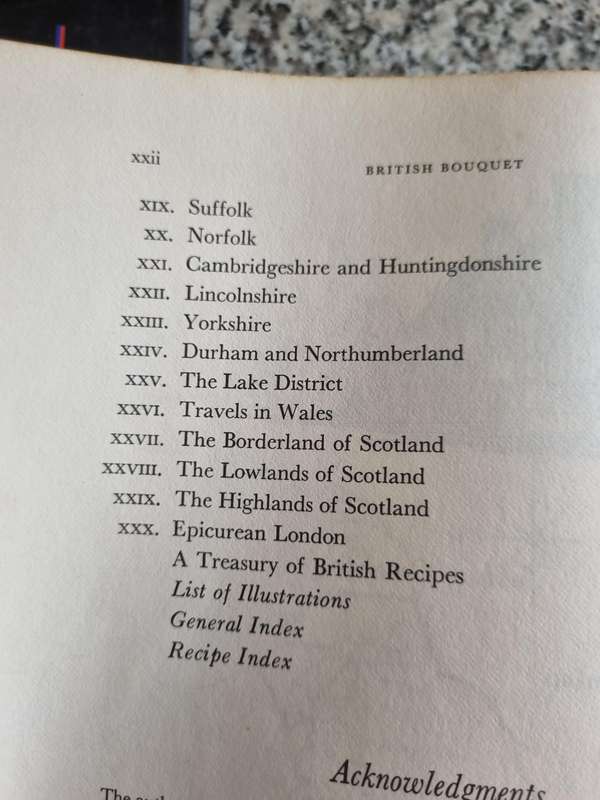 xxii
BRITISH BOUQUET
XIX. Suffolk
XX. Norfolk
XXI. Cambridgeshire and Huntingdonshire
XXII. Lincolnshire
XXIII. Yorkshire
XXIV. Durham and Northumberland
XXV. The Lake District
XXVI. Travels in Wales
XXVII. The Borderland of Scotland
XXVIII. The Lowlands of Scotland
XXIX. The Highlands of Scotland
XXX. Epicurean London
A Treasury of British Recipes
List of Illustrations
General Index
Recipe Index
Acknowledgments
The